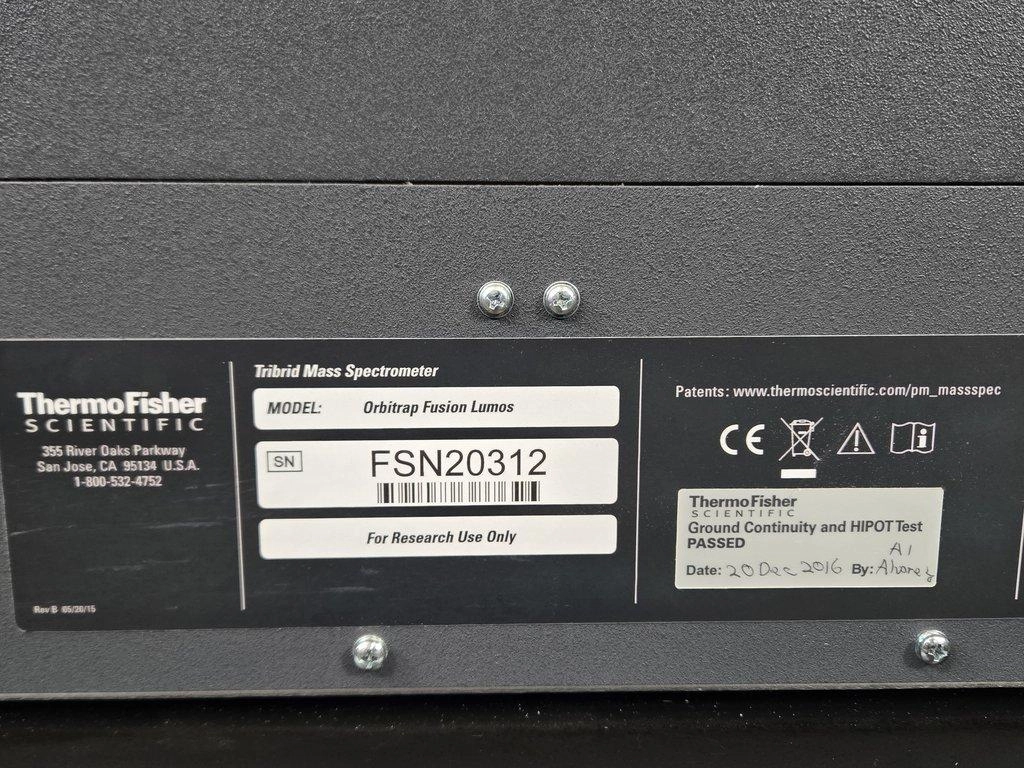 ThermoFisher
SCIENTIFIC
355 River Oaks Parkway
San Jose, CA 95134 U.S.A.
1-800-532-4752
Rev B 05/20/15
Tribrid Mass Spectrometer
MODEL: Orbitrap Fusion Lumos
SN FSN20312
For Research Use Only
Patents: www.thermoscientific.com/pm_massspec
CE
ThermoFisher
SCIENTIFIC
Ground Continuity and HIPOT Test
PASSED
Date: 20 Dec 2016 By: Al
Alvarez